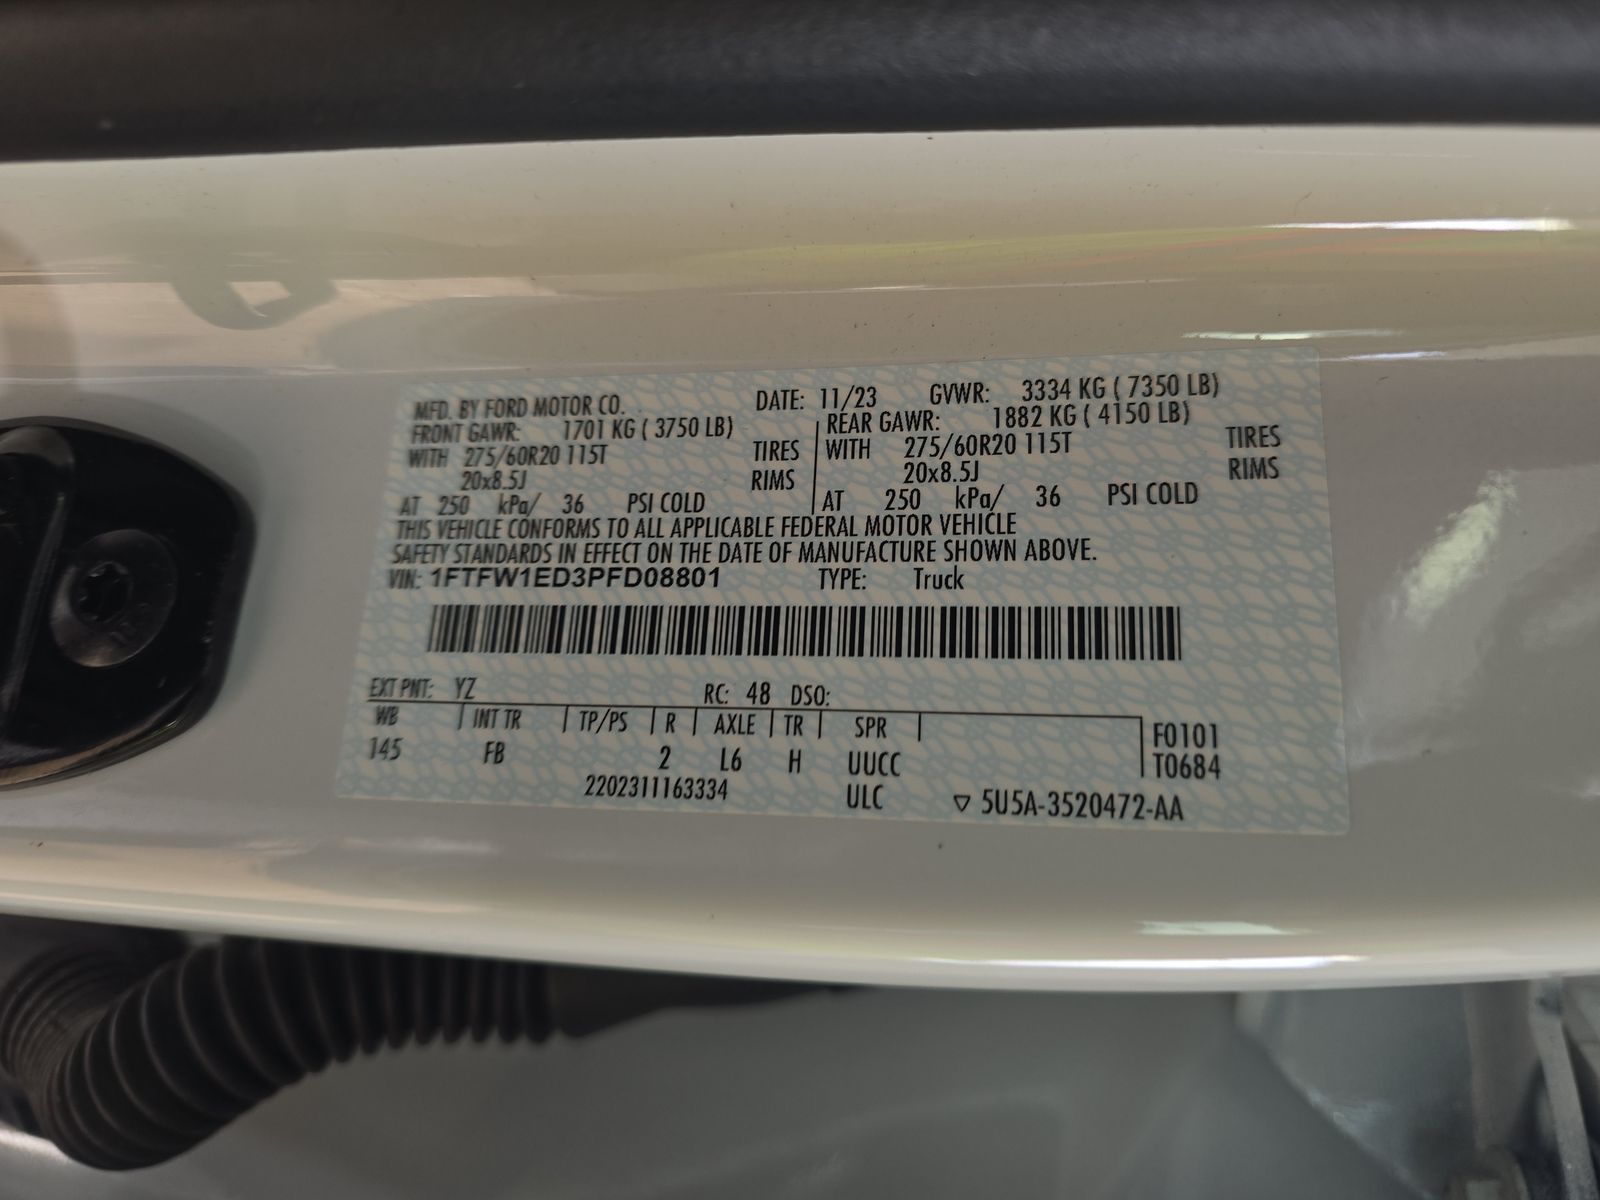 MFD. BY FORD MOTOR CO. DATE: 11/23 GVWR: 3334 KG ( 7350 LB)
FRONT GAWR: 1701 KG ( 3750 LB) REAR GAWR: 1882 KG ( 4150 LB)
WITH 275/60R20 115T TIRES WITH 275/60R20 115T TIRES
20x8.5J RIMS 20x8.5J RIMS
AT 250 kPa/ 36 PSI COLD AT 250 kPa/ 36 PSI COLD
THIS VEHICLE CONFORMS TO ALL APPLICABLE FEDERAL MOTOR VEHICLE
SAFETY STANDARDS IN EFFECT ON THE DATE OF MANUFACTURE SHOWN ABOVE.
VIN: 1FTFW1ED3PFD08801 TYPE: Truck
EXT PNT: YZ RC: 48 DSO:
WB INT TR TP/PS R AXLE TR SPR F0101
145 FB 2 L6 H UUCC T0684
2202311163334 ULC ▽ 5U5A-3520472-AA